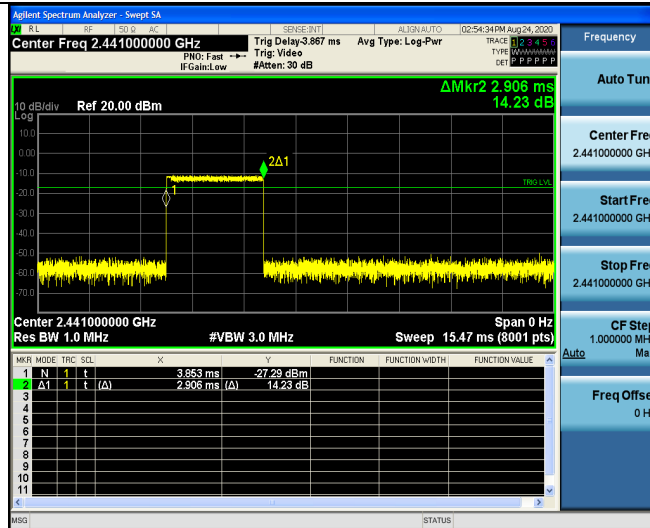 Agilent Spectrum Analyzer - Swept SA
LXI RL RF 50 Ω AC SENSE:INT ALIGN AUTO 02:54:34 PM Aug 24, 2020
Center Freq 2.441000000 GHz
PNO: Fast
IFGain:Low
Trig Delay-3.867 ms
Trig: Video
#Atten: 30 dB
Avg Type: Log-Pwr
TRACE 1 2 3 4 5 6
TYPE W
DET P P P P P P
ΔMkr2 2.906 ms
14.23 dB
10 dB/div Ref 20.00 dBm
Log
10.0
0.00
-10.0
-20.0
-30.0
-40.0
-50.0
-60.0
-70.0
2Δ1
1
TRIG LVL
Center 2.441000000 GHz Span 0 Hz
Res BW 1.0 MHz #VBW 3.0 MHz Sweep 15.47 ms (8001 pts)
MKR MODE TRC SCL X Y FUNCTION FUNCTION WIDTH FUNCTION VALUE
1 N 1 t 3.853 ms -27.29 dBm
2 Δ1 1 t (Δ) 2.906 ms (Δ) 14.23 dB
3
4
5
6
7
8
9
10
11
MSG STATUS
Frequency
Auto Tun
Center Fre
2.441000000 GH
Start Fre
2.441000000 GH
Stop Fre
2.441000000 GH
CF Ste
1.000000 MH
Auto Ma
Freq Offse
0 H